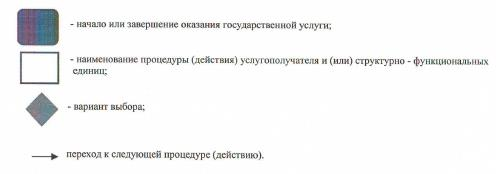 - начало или завершение оказания государственной услуги;
- наименование процедуры (действия) услугополучателя и (или) структурно - функциональных
единиц;
- вариант выбора;
переход к следующей процедуре (действию).